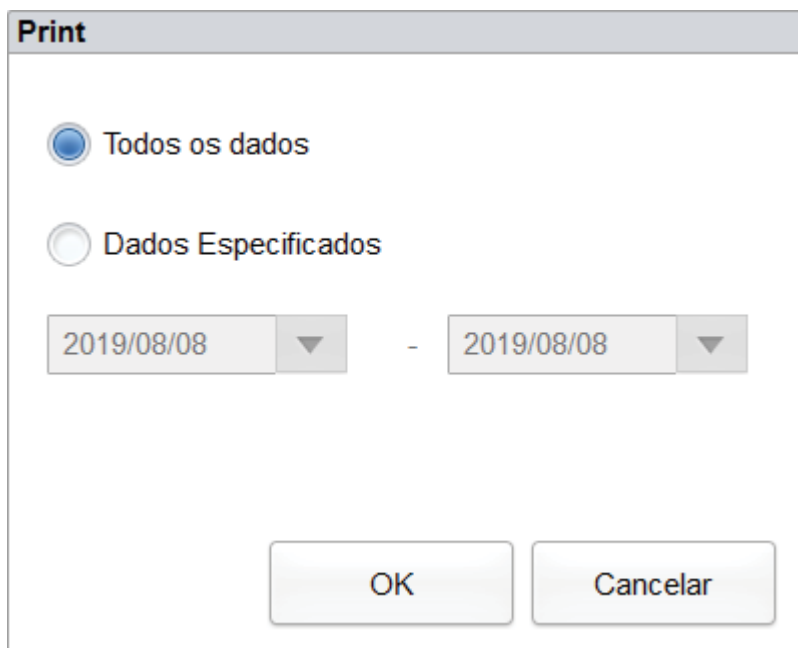 Print
Todos os dados
Dados Especificados
2019/08/08 - 2019/08/08
OK Cancelar